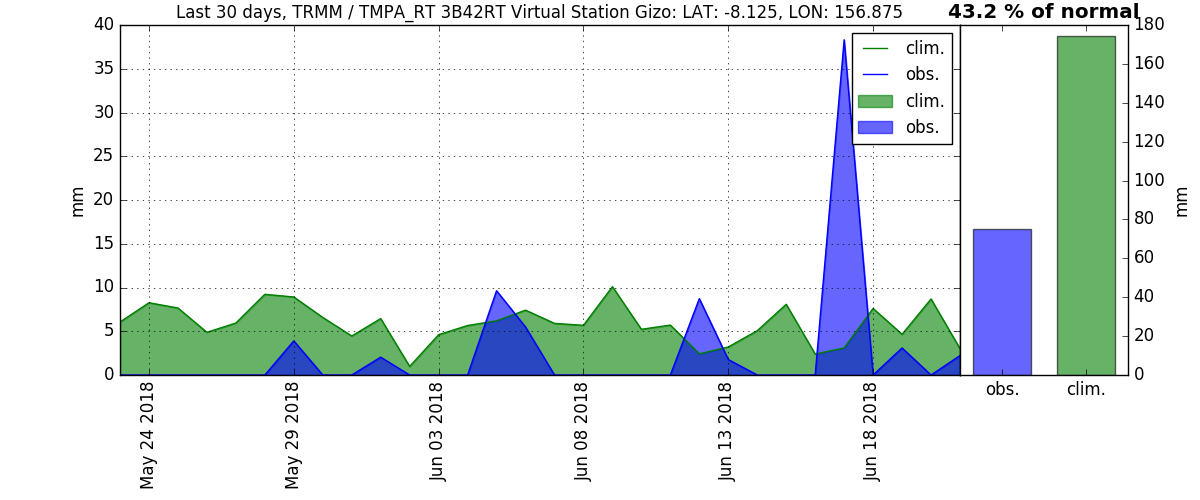 Last 30 days, TRMM / TMPA_RT 3B42RT Virtual Station Gizo: LAT: -8.125, LON: 156.875
43.2 % of normal
40
35
30
25
20
15
10
5
0
mm
clim.
obs.
clim.
obs.
May 24 2018
May 29 2018
Jun 03 2018
Jun 08 2018
Jun 13 2018
Jun 18 2018
180
160
140
120
100
80
60
40
20
0
mm
obs.
clim.